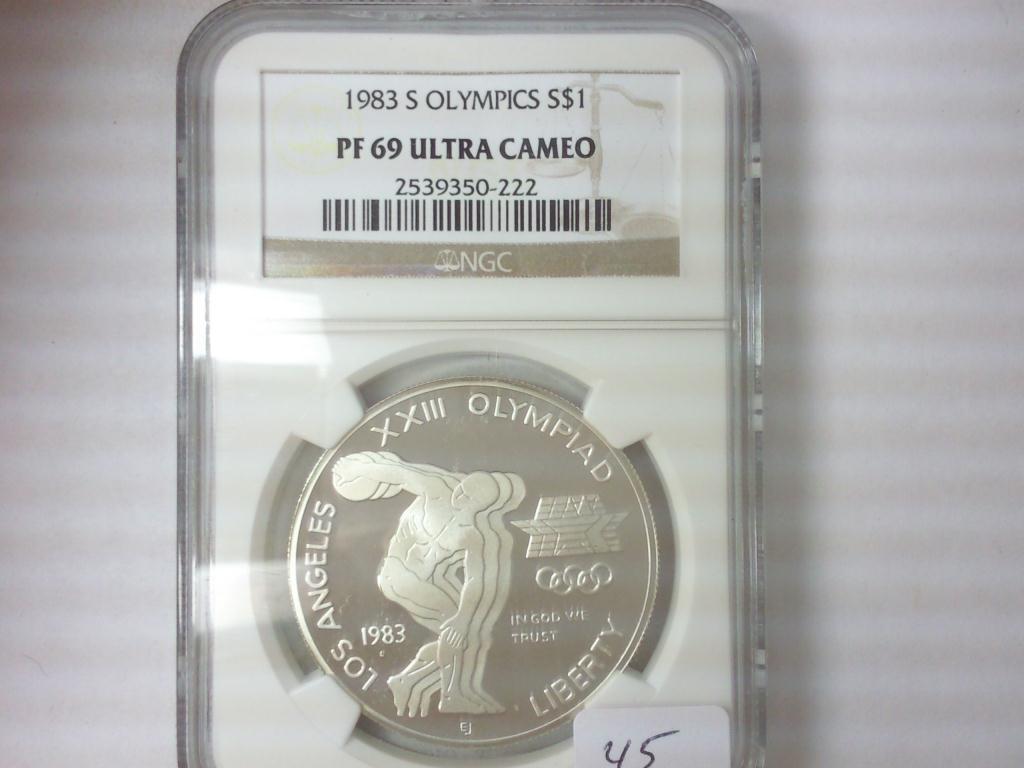 1983 S OLYMPICS S$1
PF 69 ULTRA CAMEO
2539350-222
NGC
XXIII OLYMPIAD
LOS ANGELES
1983
IN GOD WE
TRUST
LIBERTY
EJ
45